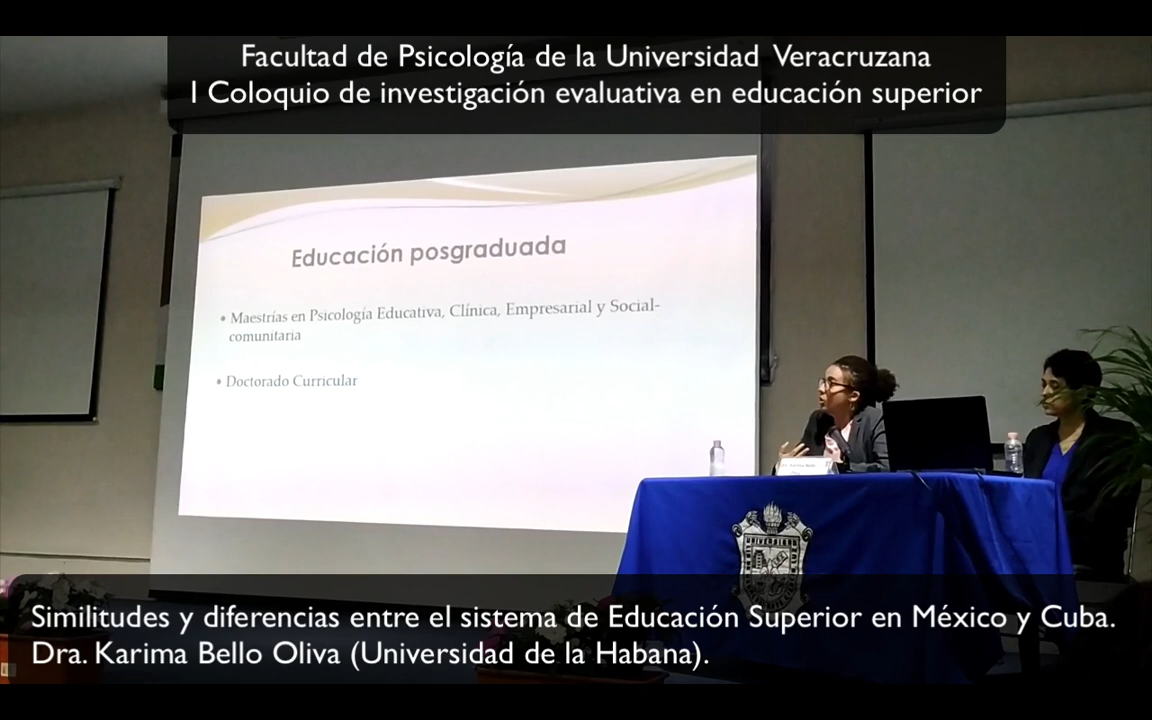 Facultad de Psicología de la Universidad Veracruzana
I Coloquio de investigación evaluativa en educación superior
Educación posgraduada
• Maestrías en Psicología Educativa, Clínica, Empresarial y Social-
comunitaria
• Doctorado Curricular
Similitudes y diferencias entre el sistema de Educación Superior en México y Cuba.
Dra. Karima Bello Oliva (Universidad de la Habana).